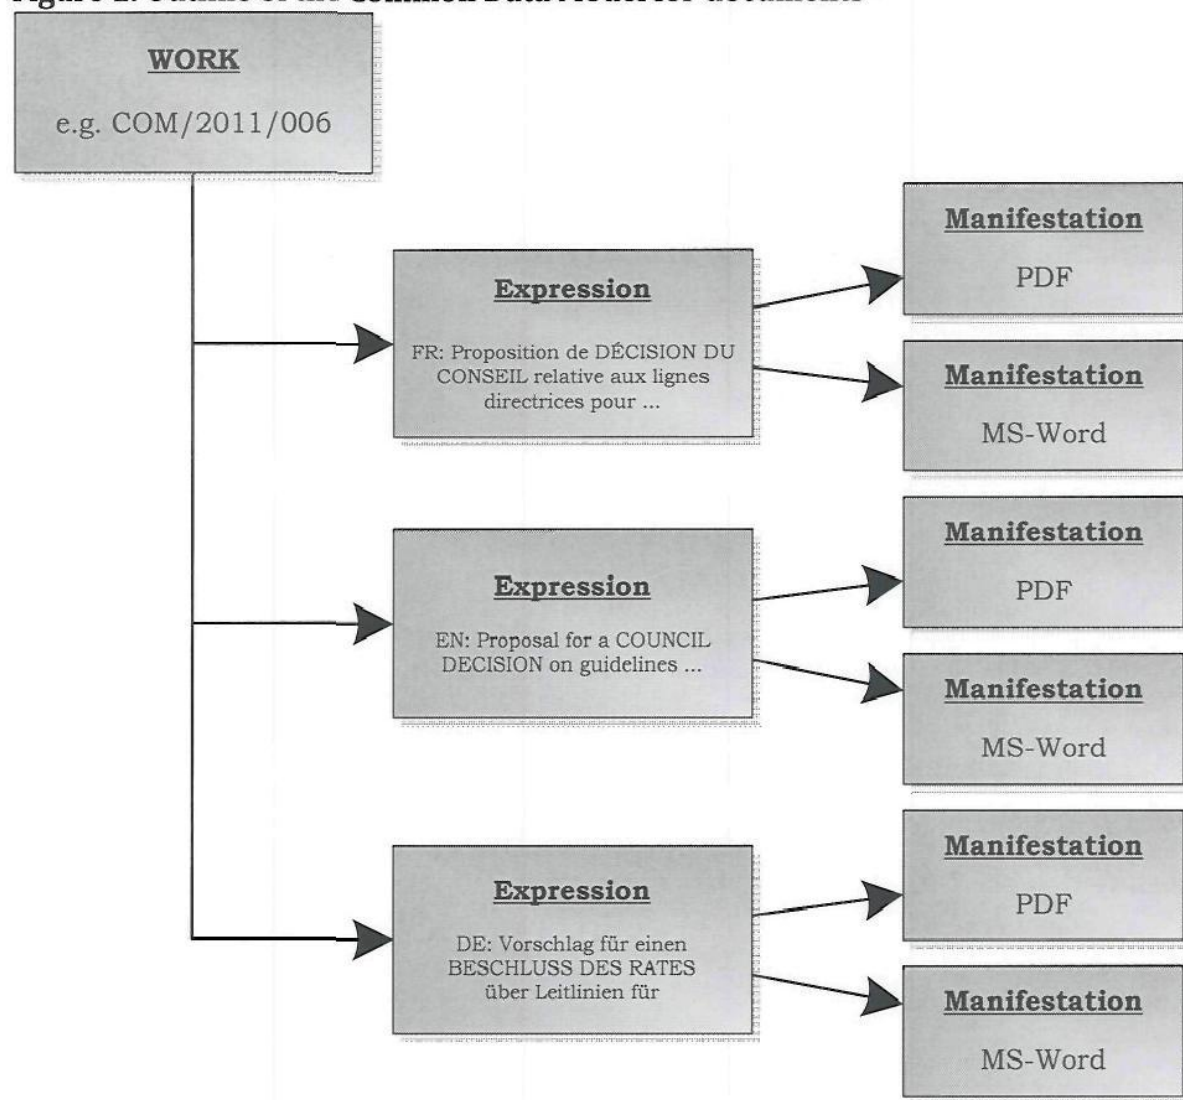 WORK
e.g. COM/2011/006
Expression
FR: Proposition de DÉCISION DU
CONSEIL relative aux lignes
directrices pour ...
Manifestation
PDF
Manifestation
MS-Word
Expression
EN: Proposal for a COUNCIL
DECISION on guidelines ...
Manifestation
PDF
Manifestation
MS-Word
Expression
DE: Vorschlag für einen
BESCHLUSS DES RATES
über Leitlinien für
Manifestation
PDF
Manifestation
MS-Word